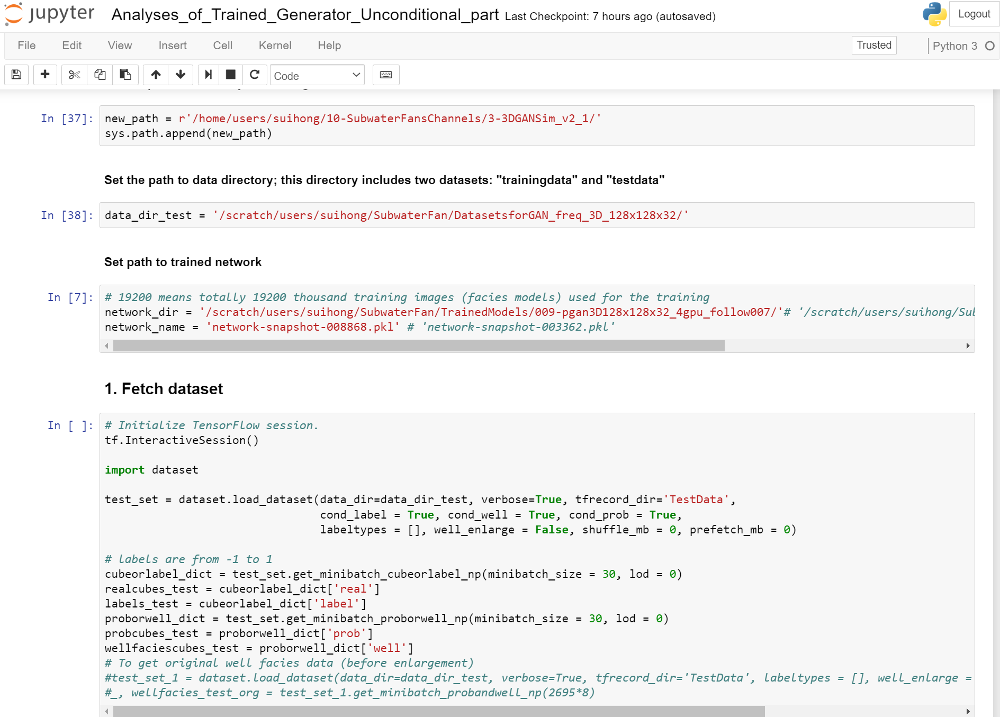 jupyter Analyses_of_Trained_Generator_Unconditional_part Last Checkpoint: 7 hours ago (autosaved) Logout
File Edit View Insert Cell Kernel Help Trusted Python 3
Code
In [37]: new_path = r'/home/users/suihong/10-SubwaterFansChannels/3-3DGANSim_v2_1/'
sys.path.append(new_path)
Set the path to data directory; this directory includes two datasets: "trainingdata" and "testdata"
In [38]: data_dir_test = '/scratch/users/suihong/SubwaterFan/DatasetsforGAN_freq_3D_128x128x32/'
Set path to trained network
In [7]: # 19200 means totally 19200 thousand training images (facies models) used for the training
network_dir = '/scratch/users/suihong/SubwaterFan/TrainedModels/009-pgan3D128x128x32_4gpu_follow007/'# '/scratch/users/suihong/Sub
network_name = 'network-snapshot-008868.pkl' # 'network-snapshot-003362.pkl'
1. Fetch dataset
In [ ]: # Initialize TensorFlow session.
tf.InteractiveSession()
import dataset
test_set = dataset.load_dataset(data_dir=data_dir_test, verbose=True, tfrecord_dir='TestData',
cond_label = True, cond_well = True, cond_prob = True,
labeltypes = [], well_enlarge = False, shuffle_mb = 0, prefetch_mb = 0)
# labels are from -1 to 1
cubeorlabel_dict = test_set.get_minibatch_cubeorlabel_np(minibatch_size = 30, lod = 0)
realcubes_test = cubeorlabel_dict['real']
labels_test = cubeorlabel_dict['label']
proborwell_dict = test_set.get_minibatch_proborwell_np(minibatch_size = 30, lod = 0)
probcubes_test = proborwell_dict['prob']
wellfaciescubes_test = proborwell_dict['well']
# To get original well facies data (before enlargement)
#test_set_1 = dataset.load_dataset(data_dir=data_dir_test, verbose=True, tfrecord_dir='TestData', labeltypes = [], well_enlarge =
#_, wellfacies_test_org = test_set_1.get_minibatch_probandwell_np(2695*8)